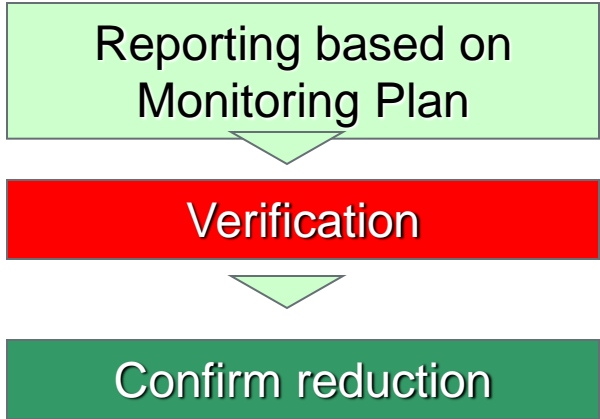 Reporting based on
Monitoring Plan
Verification
Confirm reduction